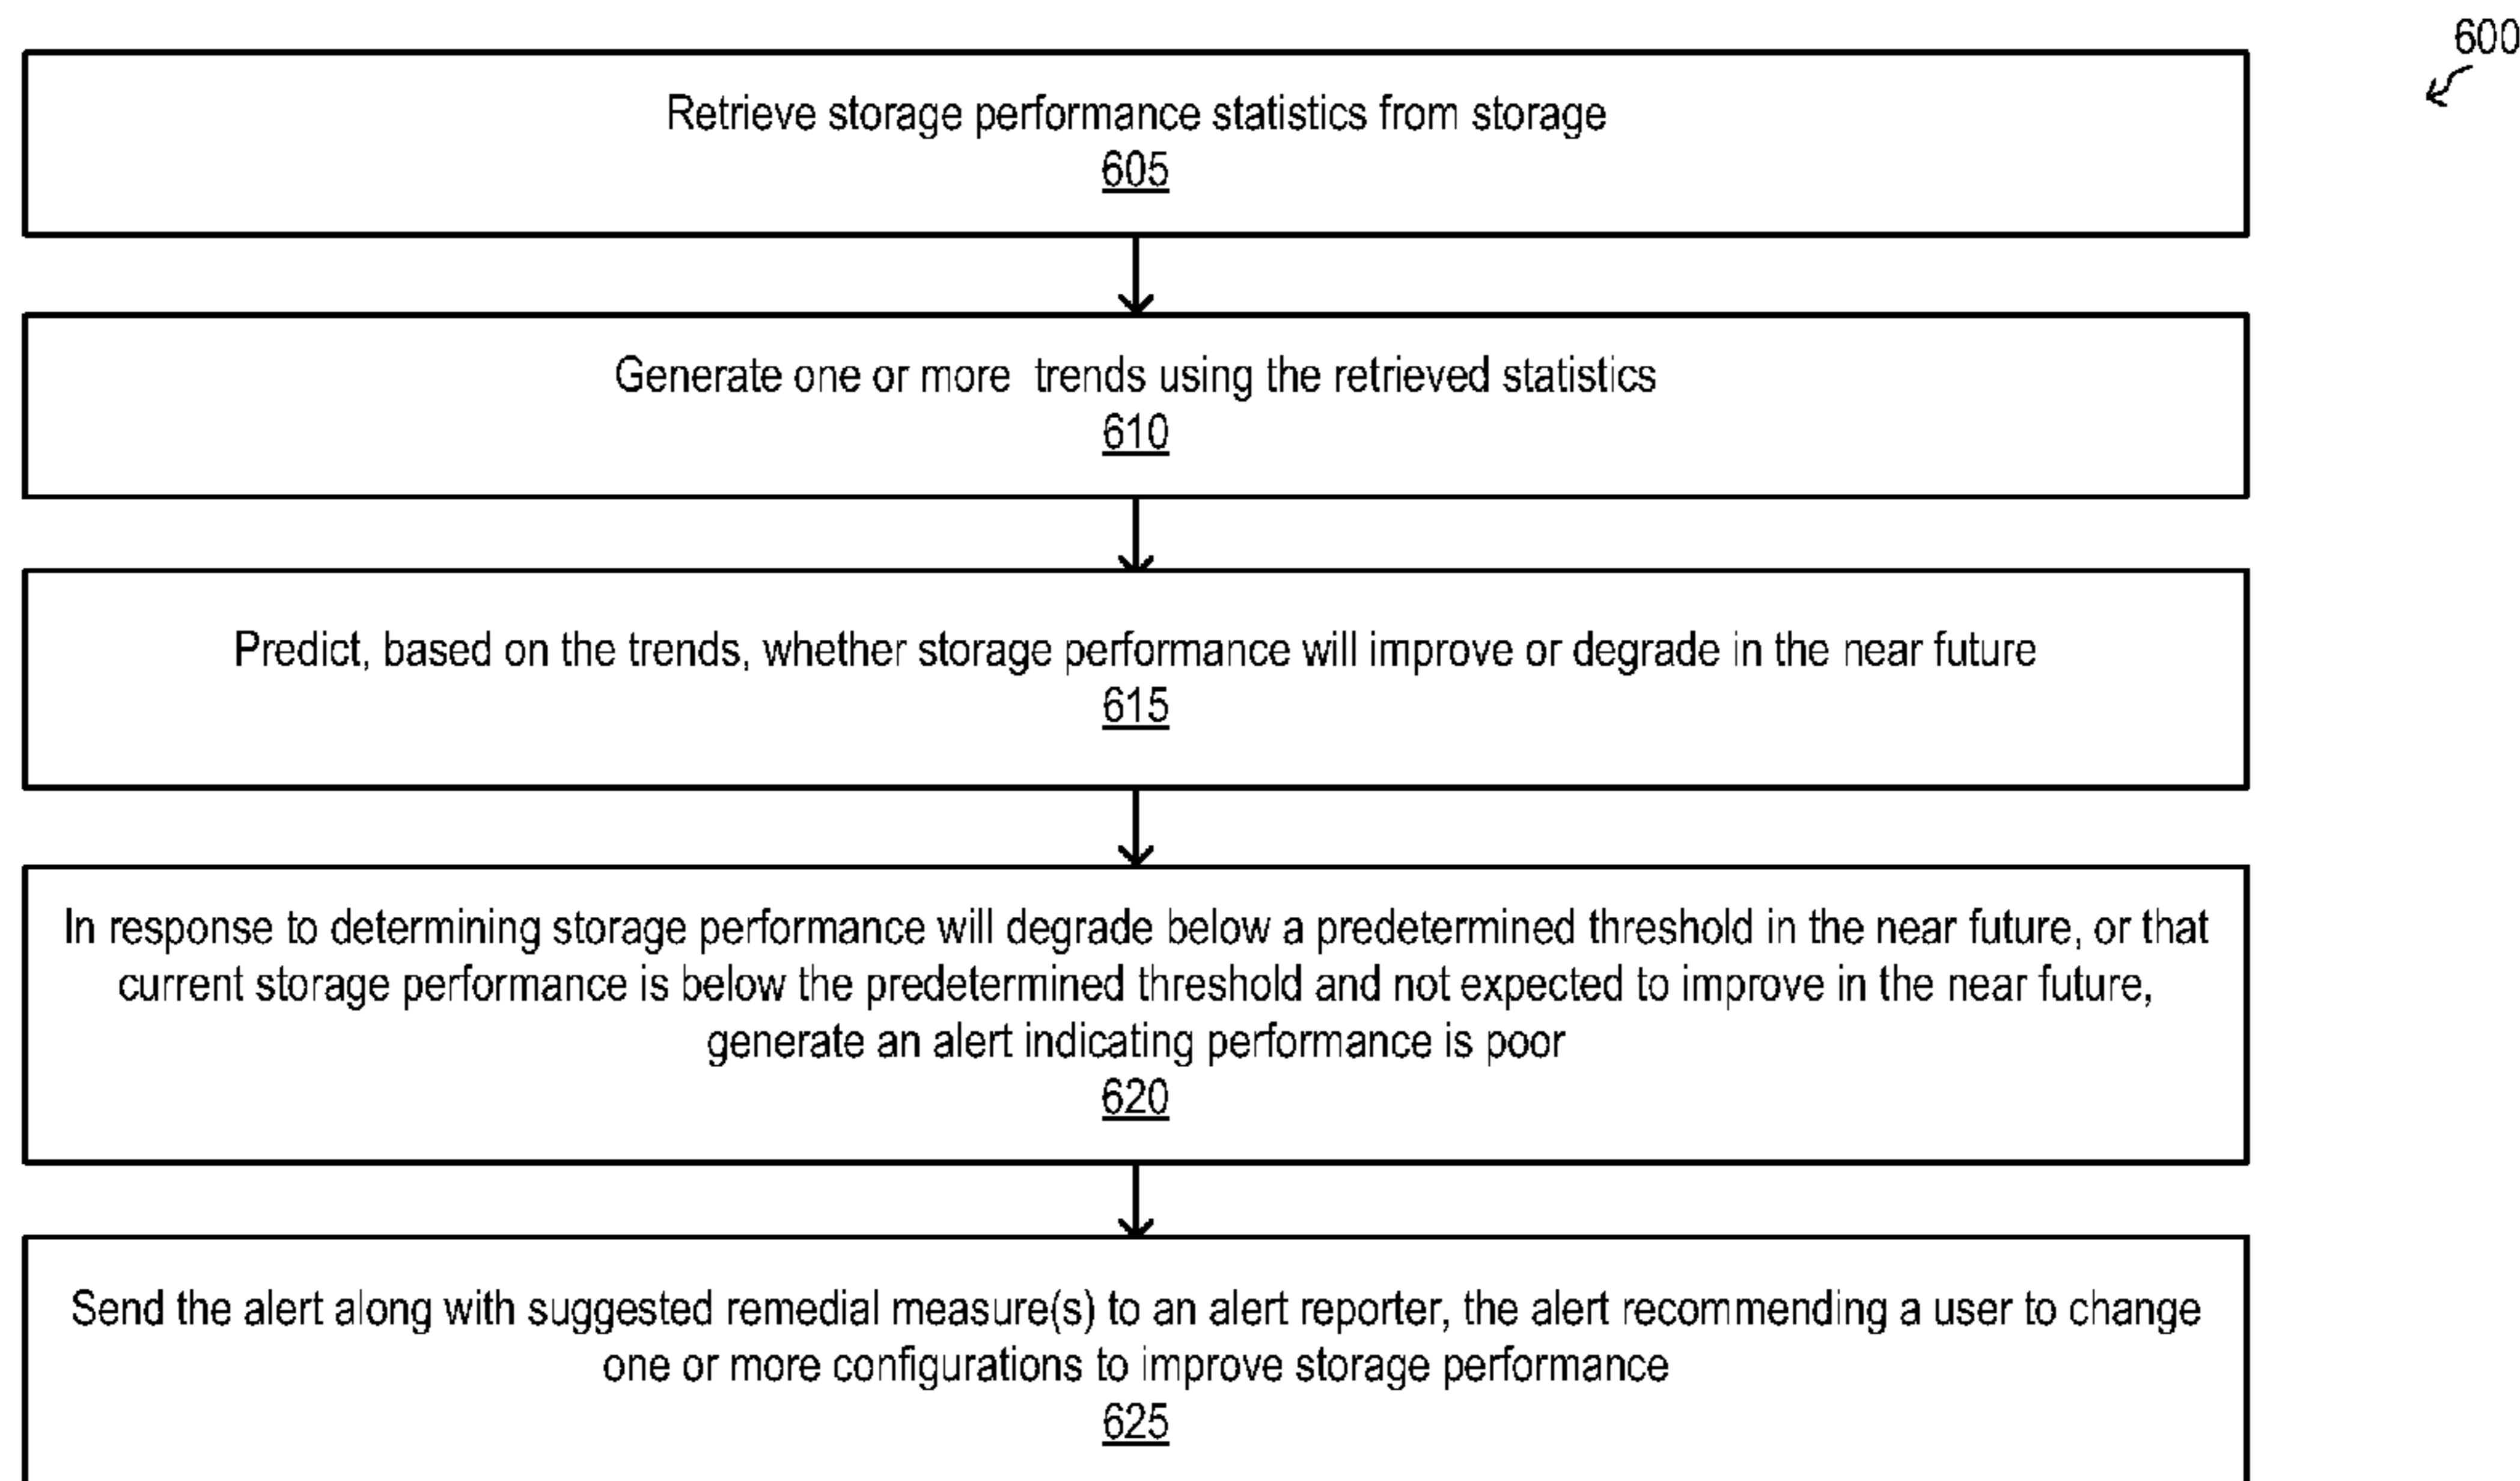 600
Retrieve storage performance statistics from storage
605
Generate one or more trends using the retrieved statistics
610
Predict, based on the trends, whether storage performance will improve or degrade in the near future
615
In response to determining storage performance will degrade below a predetermined threshold in the near future, or that
current storage performance is below the predetermined threshold and not expected to improve in the near future,
generate an alert indicating performance is poor
620
Send the alert along with suggested remedial measure(s) to an alert reporter, the alert recommending a user to change
one or more configurations to improve storage performance
625